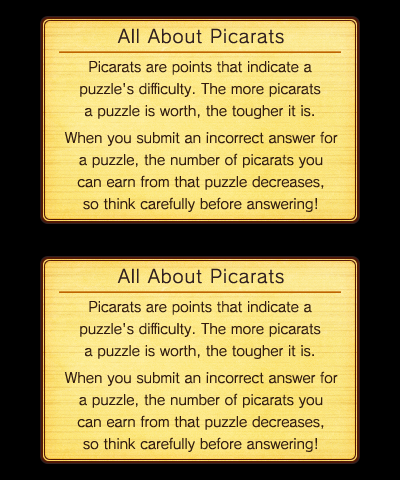 All About Picarats
Picarats are points that indicate a
puzzle's difficulty. The more picarats
a puzzle is worth, the tougher it is.
When you submit an incorrect answer for
a puzzle, the number of picarats you
can earn from that puzzle decreases,
so think carefully before answering!
All About Picarats
Picarats are points that indicate a
puzzle's difficulty. The more picarats
a puzzle is worth, the tougher it is.
When you submit an incorrect answer for
a puzzle, the number of picarats you
can earn from that puzzle decreases,
so think carefully before answering!